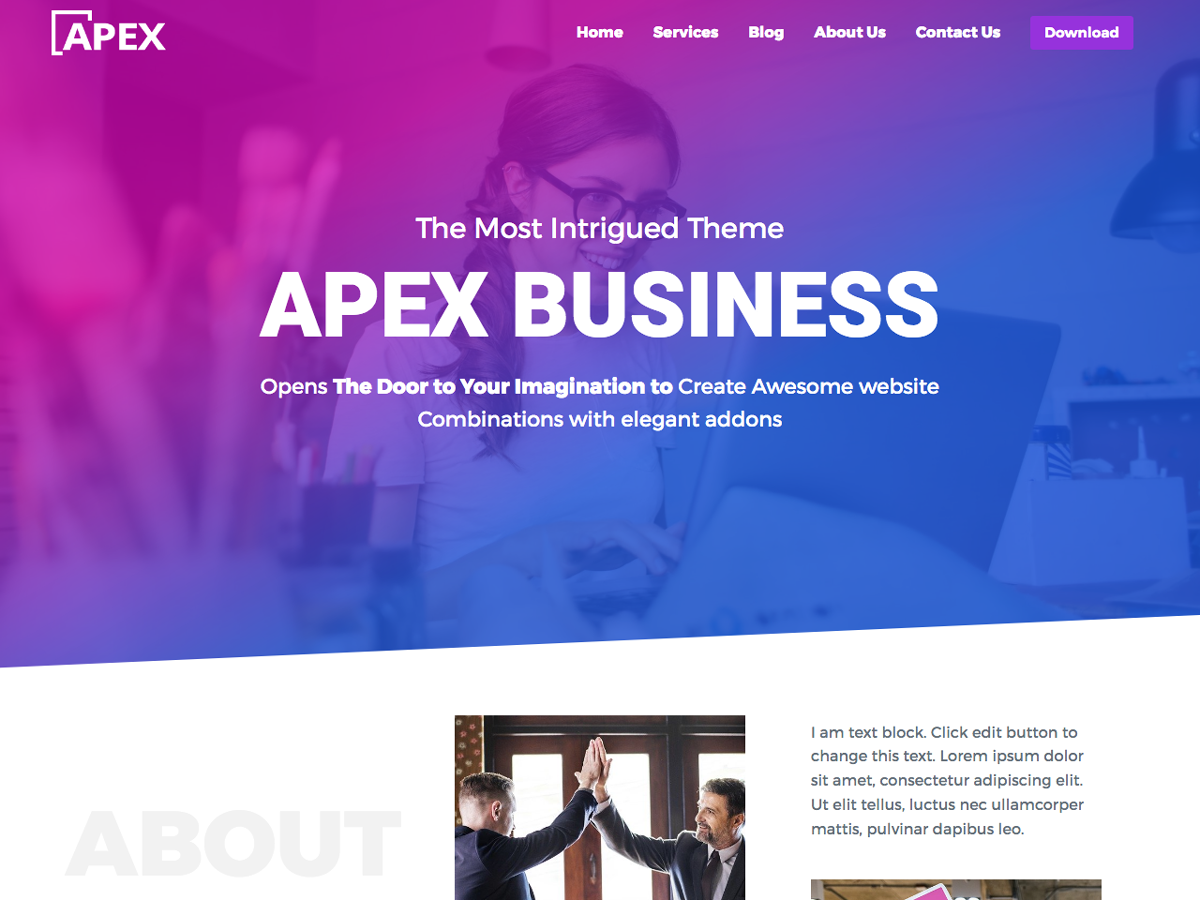 APEX
Home Services Blog About Us Contact Us Download
The Most Intrigued Theme
APEX BUSINESS
Opens The Door to Your Imagination to Create Awesome website
Combinations with elegant addons
ABOUT
I am text block. Click edit button to
change this text. Lorem ipsum dolor
sit amet, consectetur adipiscing elit.
Ut elit tellus, luctus nec ullamcorper
mattis, pulvinar dapibus leo.